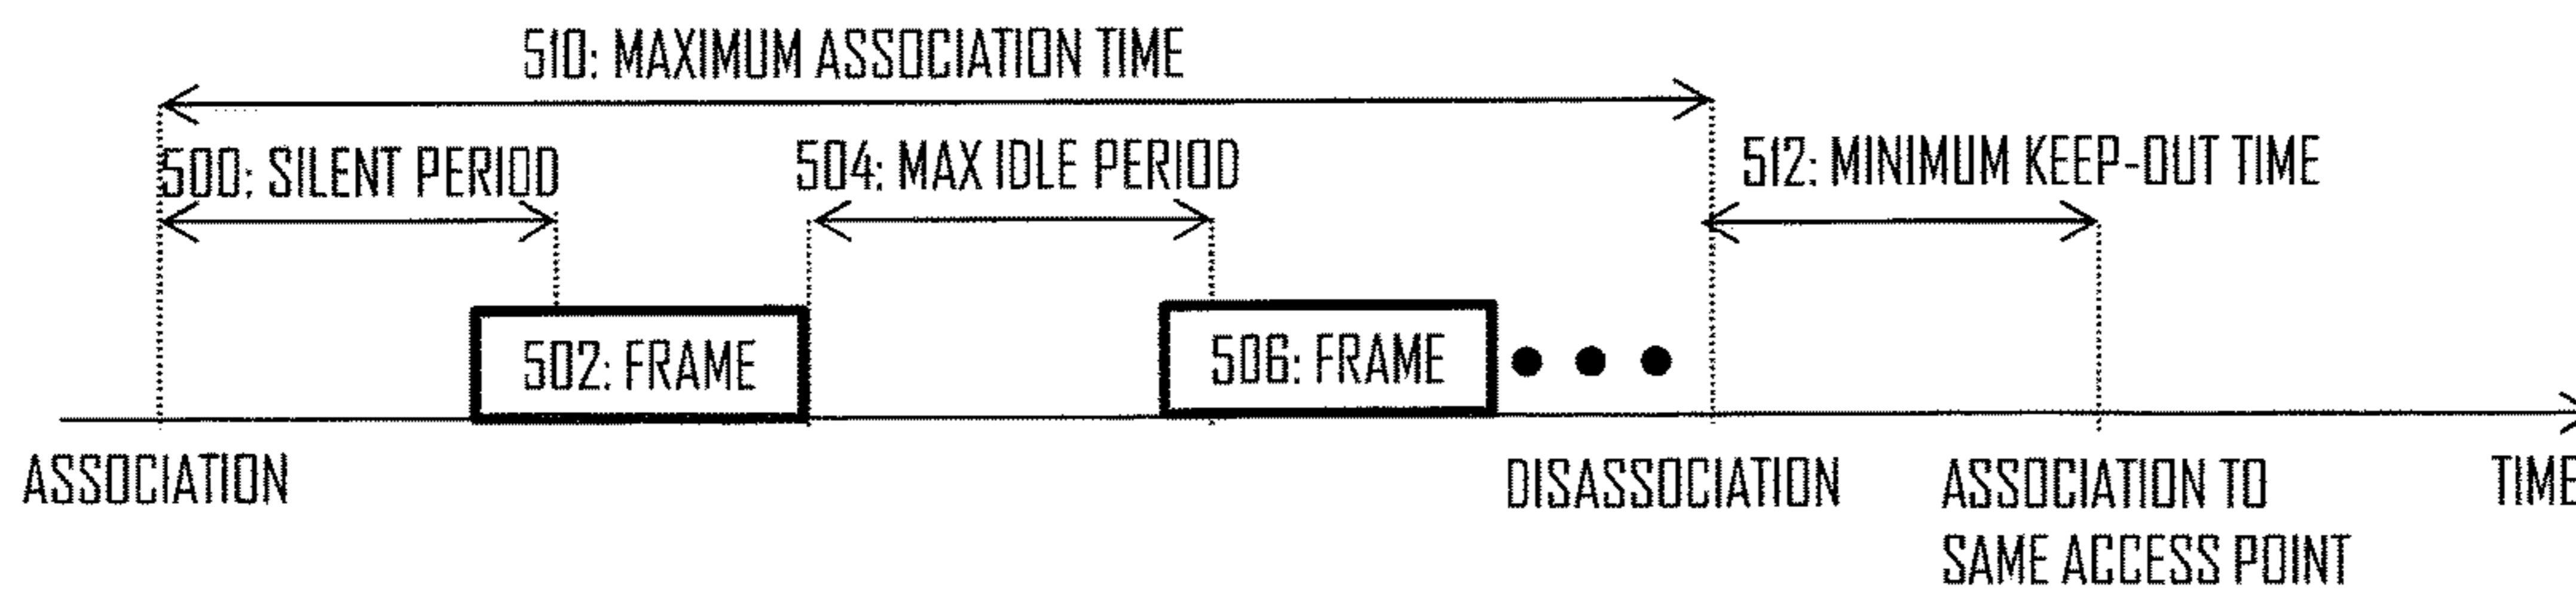 510: MAXIMUM ASSOCIATION TIME
500: SILENT PERIOD
504: MAX IDLE PERIOD
512: MINIMUM KEEP-OUT TIME
502: FRAME
506: FRAME
ASSOCIATION
DISASSOCIATION
ASSOCIATION TO
SAME ACCESS POINT
TIME